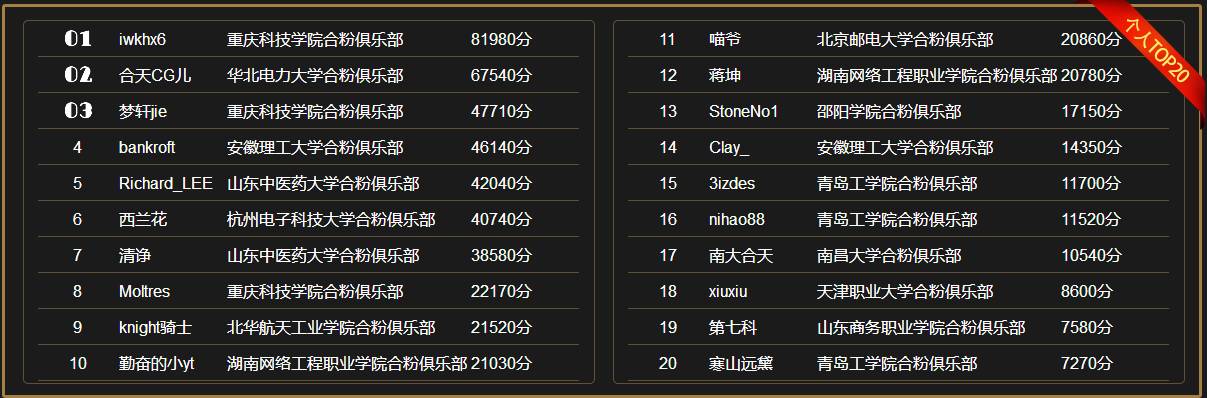 01 iwkhx6 重庆科技学院合粉俱乐部 81980分
02 合天CG儿 华北电力大学合粉俱乐部 67540分
03 梦轩jie 重庆科技学院合粉俱乐部 47710分
4 bankroft 安徽理工大学合粉俱乐部 46140分
5 Richard_LEE 山东中医药大学合粉俱乐部 42040分
6 西兰花 杭州电子科技大学合粉俱乐部 40740分
7 清诤 山东中医药大学合粉俱乐部 38580分
8 Moltres 重庆科技学院合粉俱乐部 22170分
9 knight骑士 北华航天工业学院合粉俱乐部 21520分
10 勤奋的小yt 湖南网络工程职业学院合粉俱乐部 21030分
个人TOP20
11 喵爷 北京邮电大学合粉俱乐部 20860分
12 蒋坤 湖南网络工程职业学院合粉俱乐部 20780分
13 StoneNo1 邵阳学院合粉俱乐部 17150分
14 Clay_ 安徽理工大学合粉俱乐部 14350分
15 3izdes 青岛工学院合粉俱乐部 11700分
16 nihao88 青岛工学院合粉俱乐部 11520分
17 南大合天 南昌大学合粉俱乐部 10540分
18 xiuxiu 天津职业大学合粉俱乐部 8600分
19 第七科 山东商务职业学院合粉俱乐部 7580分
20 寒山远黛 青岛工学院合粉俱乐部 7270分